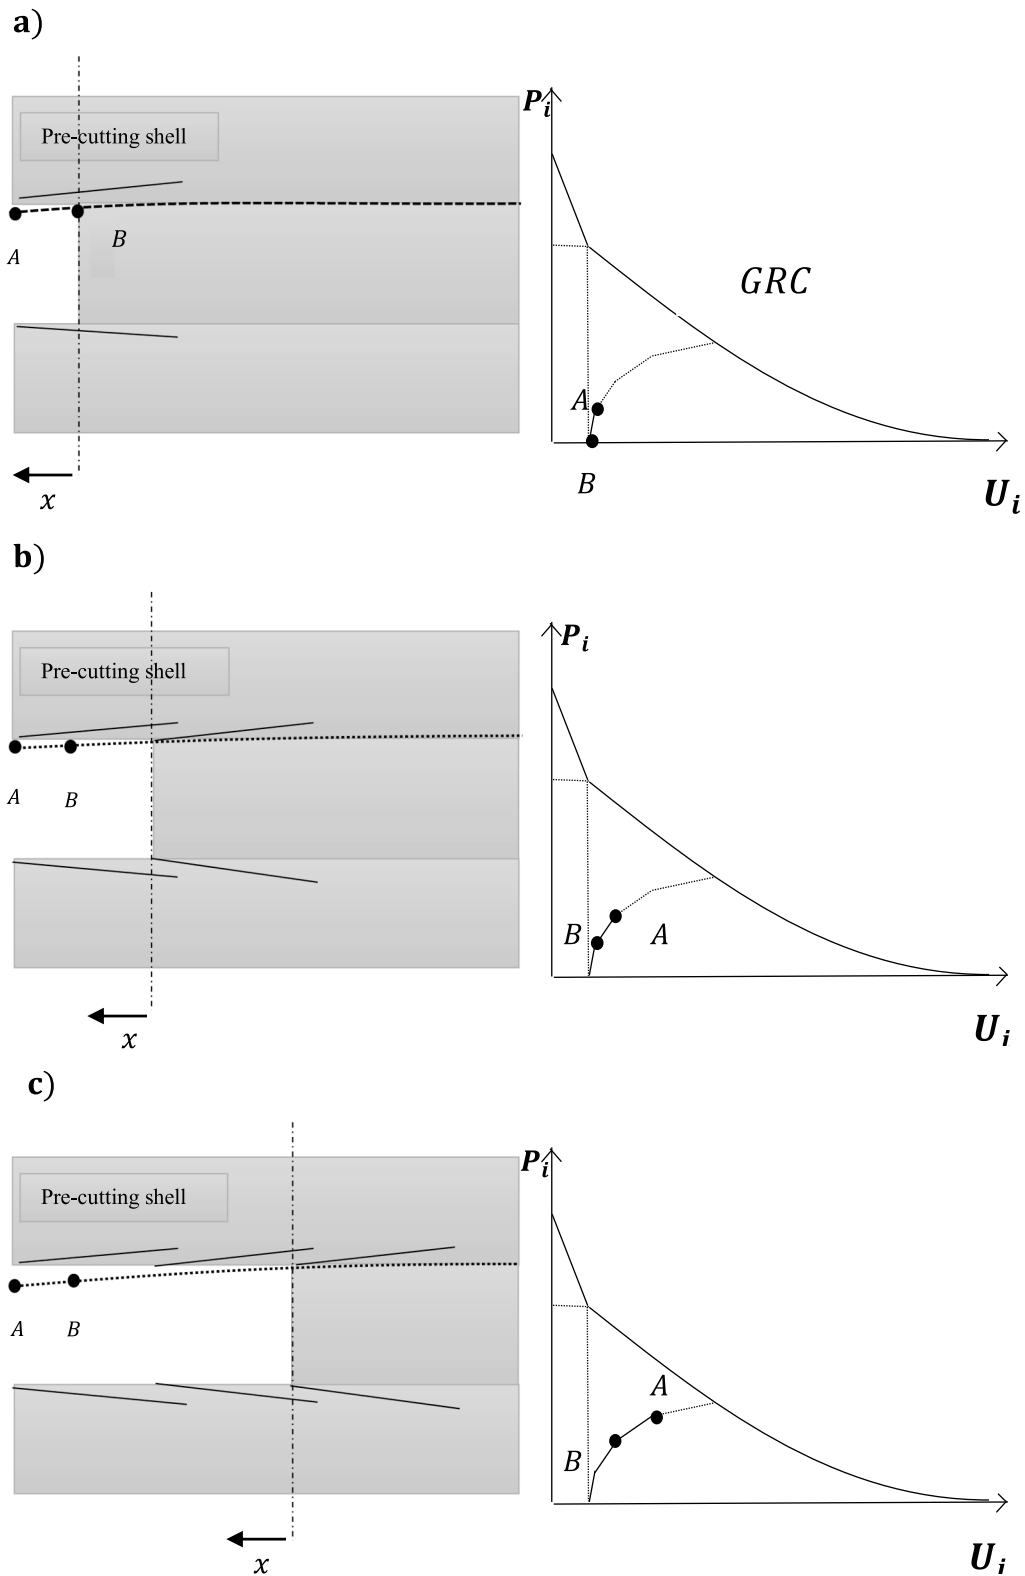 a)
Pre-cutting shell
A
B
x
P_i
GRC
A
B
U_i
b)
Pre-cutting shell
A
B
x
P_i
B
A
U_i
c)
Pre-cutting shell
A
B
x
P_i
A
B
U_i